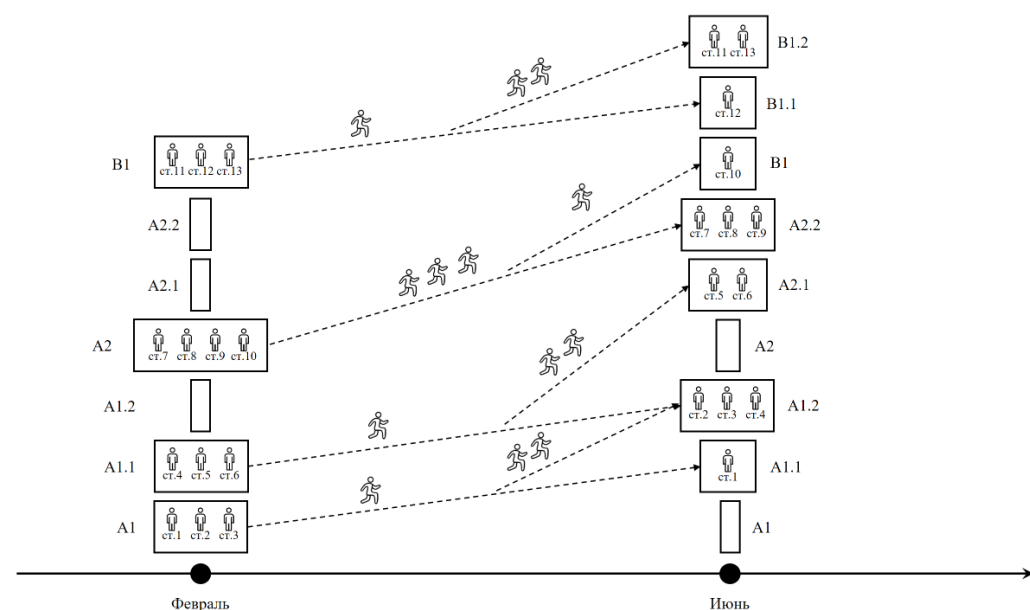 B1.2
ст.11 ст.13
B1.1
ст.12
B1
ст.11 ст.12 ст.13
B1
ст.10
A2.2
A2.2
ст.7 ст.8 ст.9
A2.1
A2.1
ст.5 ст.6
A2
ст.7 ст.8 ст.9 ст.10
A2
A1.2
A1.2
ст.2 ст.3 ст.4
A1.1
ст.4 ст.5 ст.6
A1.1
ст.1
A1
ст.1 ст.2 ст.3
A1
Февраль
Июнь